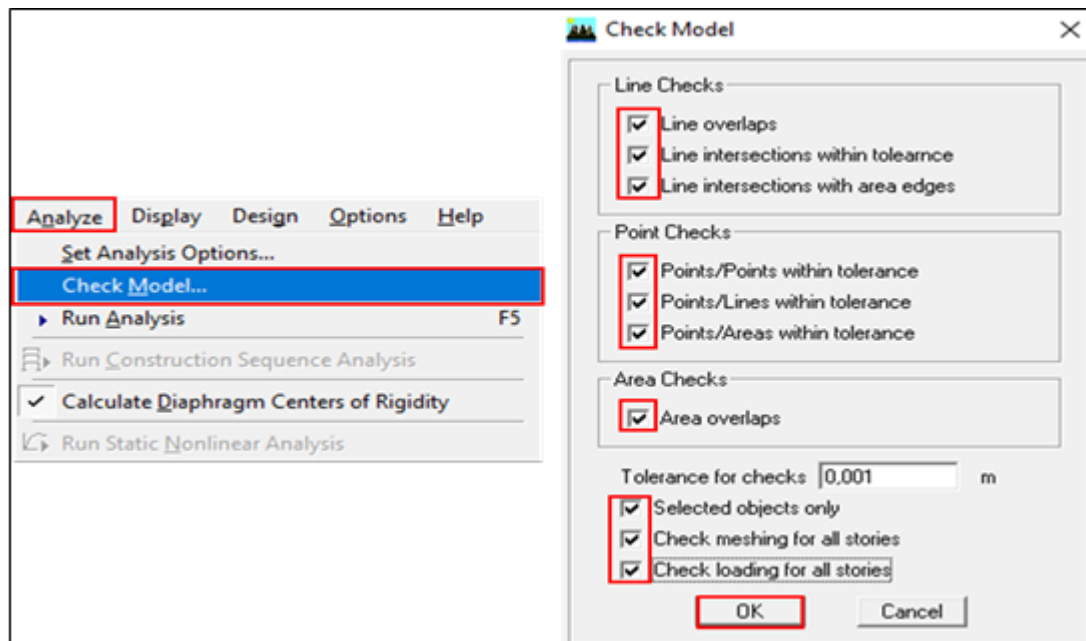 Analyze Display Design Options Help
Set Analysis Options...
Check Model...
Run Analysis F5
Run Construction Sequence Analysis
Calculate Diaphragm Centers of Rigidity
Run Static Nonlinear Analysis
Check Model
Line Checks
Line overlaps
Line intersections within tolearnce
Line intersections with area edges
Point Checks
Points/Points within tolerance
Points/Lines within tolerance
Points/Areas within tolerance
Area Checks
Area overlaps
Tolerance for checks 0,001 m
Selected objects only
Check meshing for all stories
Check loading for all stories
OK Cancel